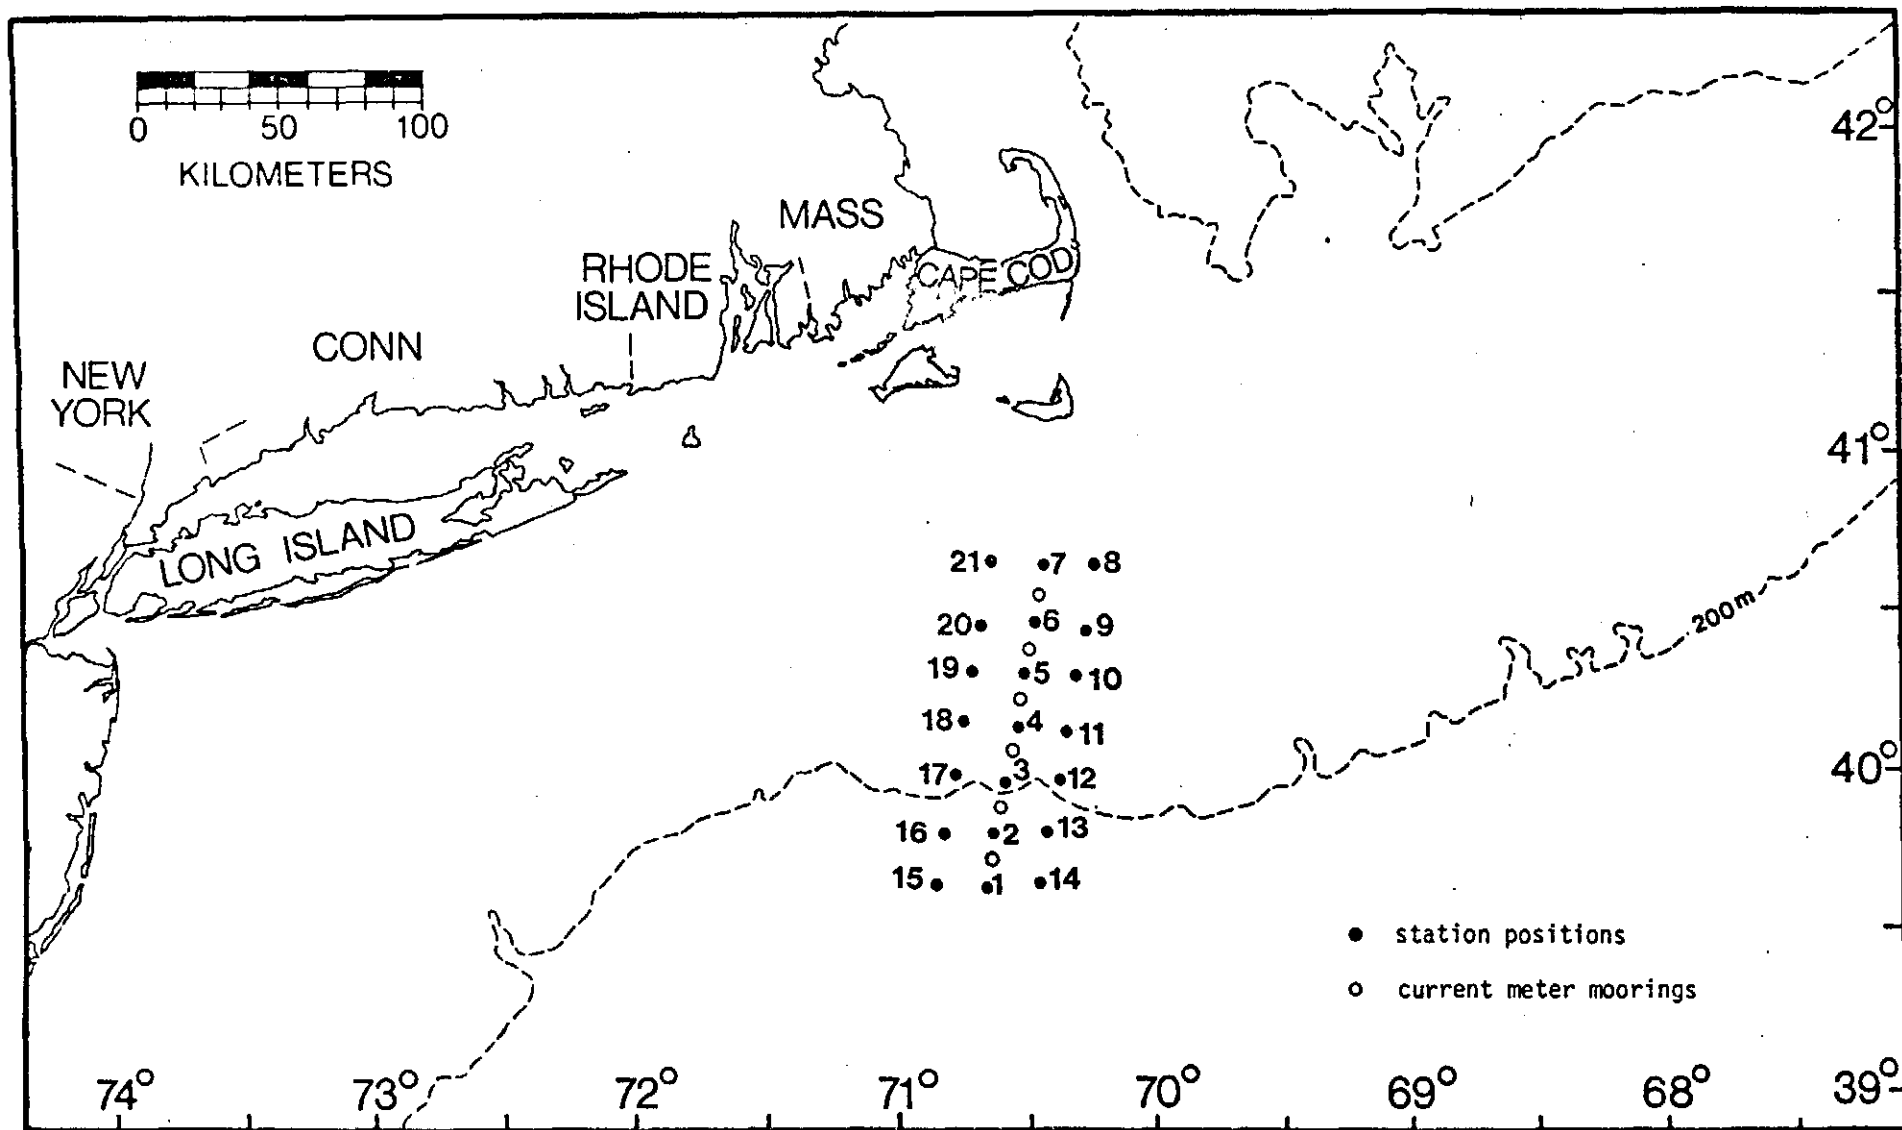 0 50 100
KILOMETERS
42°
MASS
RHODE
ISLAND
CAPE COD
CONN
NEW
YORK
41°
LONG ISLAND
21 7 8
200m
20 6 9
19 5 10
18 4 11
17 3 12
40°
16 2 13
15 1 14
● station positions
○ current meter moorings
74° 73° 72° 71° 70° 69° 68° 39°